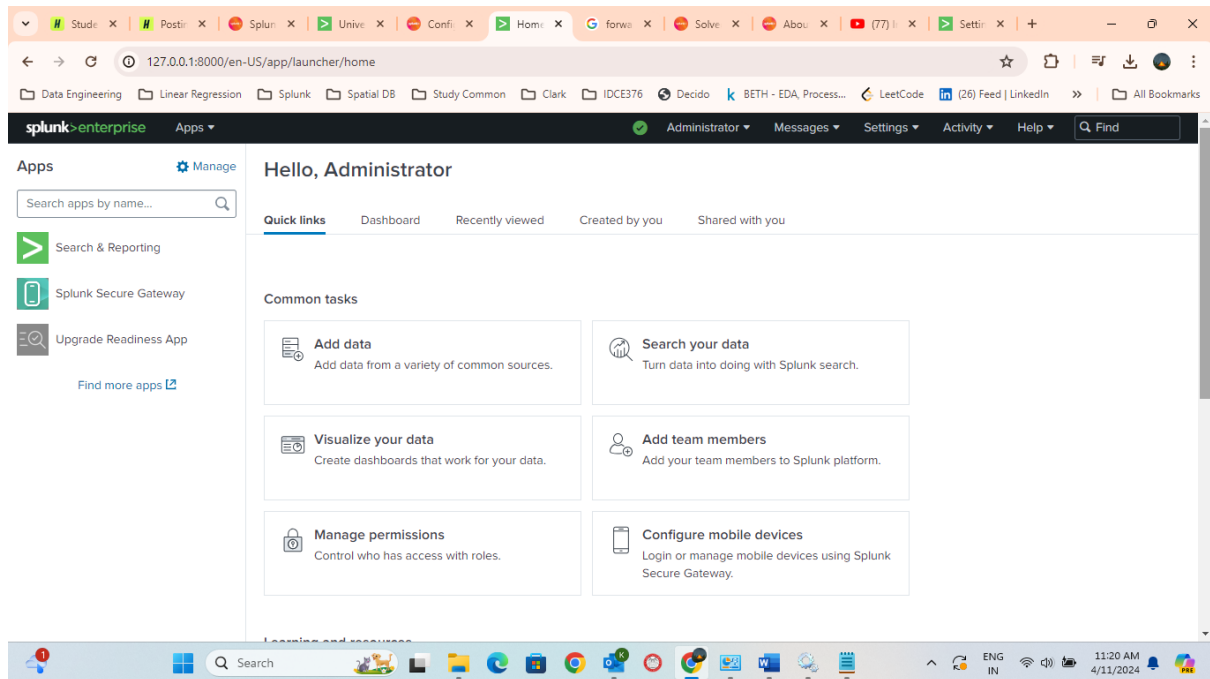 Stude
Postin
Splun
Unive
Confi
Home
forwa
Solve
Abou
(77) I
Settin
127.0.0.1:8000/en-US/app/launcher/home
Data Engineering Linear Regression Splunk Spatial DB Study Common Clark IDCE376 Decido BETH - EDA, Process... LeetCode (26) Feed | LinkedIn » All Bookmarks
splunk>enterprise Apps Administrator Messages Settings Activity Help Find
Apps Manage
Search apps by name...
Search & Reporting
Splunk Secure Gateway
Upgrade Readiness App
Find more apps
Hello, Administrator
Quick links Dashboard Recently viewed Created by you Shared with you
Common tasks
Add data
Add data from a variety of common sources.
Search your data
Turn data into doing with Splunk search.
Visualize your data
Create dashboards that work for your data.
Add team members
Add your team members to Splunk platform.
Manage permissions
Control who has access with roles.
Configure mobile devices
Login or manage mobile devices using Splunk
Secure Gateway.
Learning and resources
1
Search
ENG
IN
11:20 AM
4/11/2024
PRE